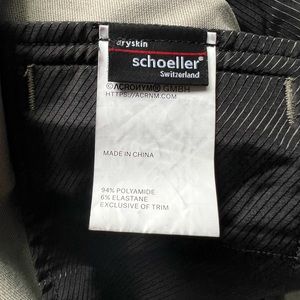 dryskin
schoeller®
Switzerland
©ACRONYM® GMBH
HTTPS://ACRNM.COM
MADE IN CHINA
94% POLYAMIDE
6% ELASTANE
EXCLUSIVE OF TRIM